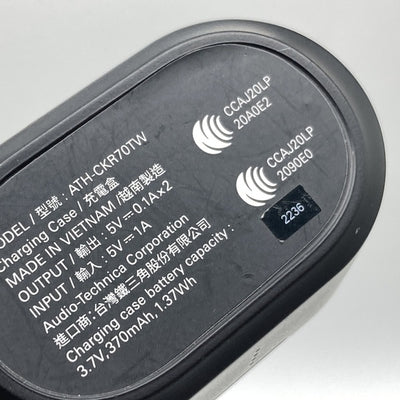 MODEL / 型號 : ATH-CKR70TW
Charging Case / 充電盒
MADE IN VIETNAM /越南製造
OUTPUT / 輸出 : 5V⎓0.1A×2
INPUT / 輸入 : 5V⎓1A
Audio-Technica Corporation
進口商 : 台灣鐵三角股份有限公司
Charging case battery capacity :
3.7V, 370mAh, 1.37Wh
CCAJ20LP
20A0E2
CCAJ20LP
2090E0
2236